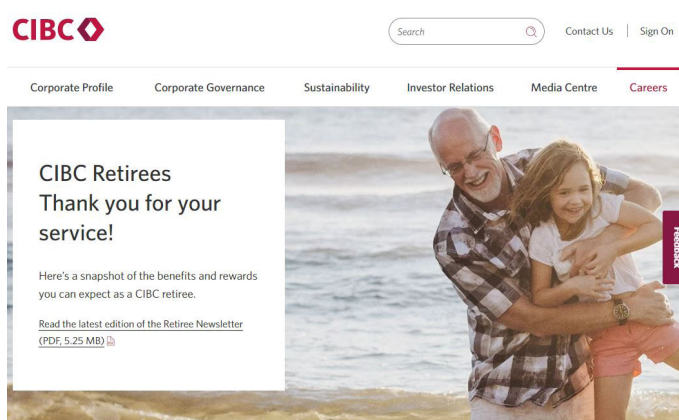 CIBC
Search
Contact Us
Sign On
Corporate Profile
Corporate Governance
Sustainability
Investor Relations
Media Centre
Careers
CIBC Retirees
Thank you for your
service!
Here's a snapshot of the benefits and rewards
you can expect as a CIBC retiree.
Read the latest edition of the Retiree Newsletter
(PDF, 5.25 MB)
Feedback